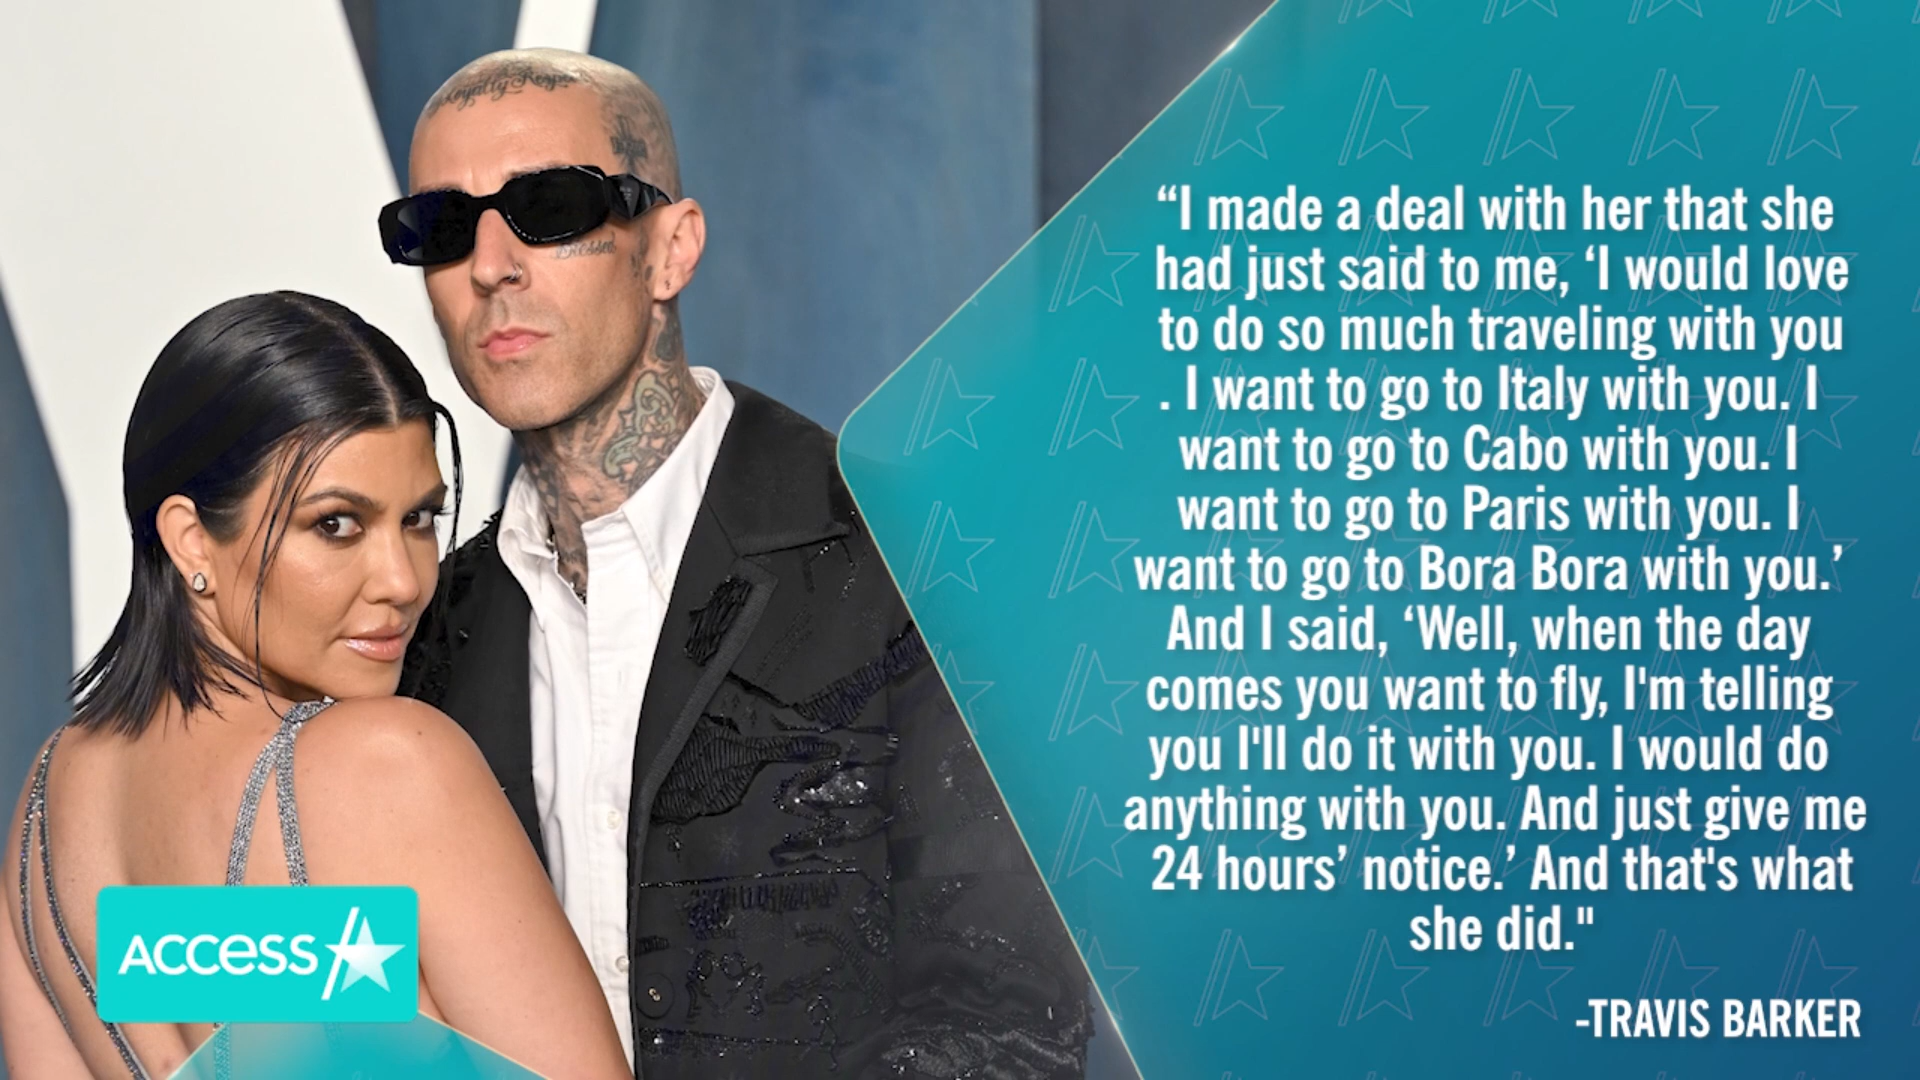 Loyalty Respect
Blessed
“I made a deal with her that she
had just said to me, ‘I would love
to do so much traveling with you
. I want to go to Italy with you. I
want to go to Cabo with you. I
want to go to Paris with you. I
want to go to Bora Bora with you.’
And I said, ‘Well, when the day
comes you want to fly, I'm telling
you I'll do it with you. I would do
anything with you. And just give me
24 hours’ notice.’ And that's what
she did."
-TRAVIS BARKER
ACCESS